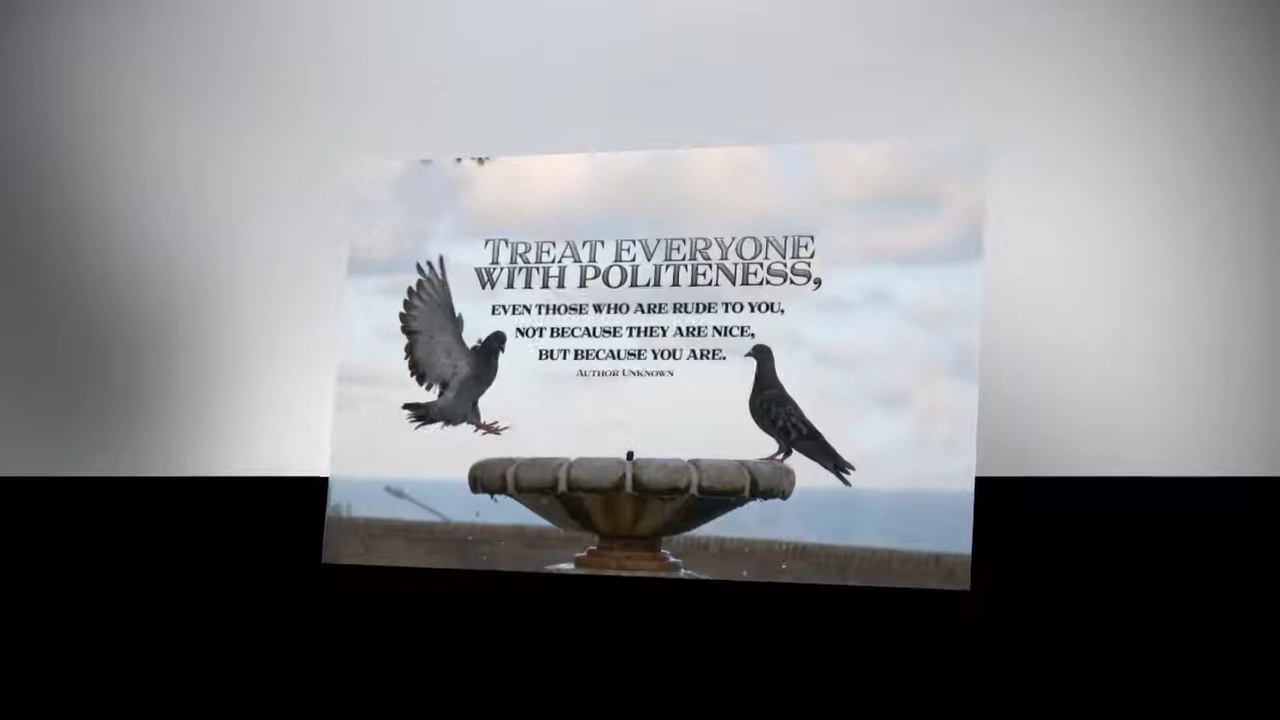 TREAT EVERYONE
WITH POLITENESS,
EVEN THOSE WHO ARE RUDE TO YOU,
NOT BECAUSE THEY ARE NICE,
BUT BECAUSE YOU ARE.
AUTHOR UNKNOWN